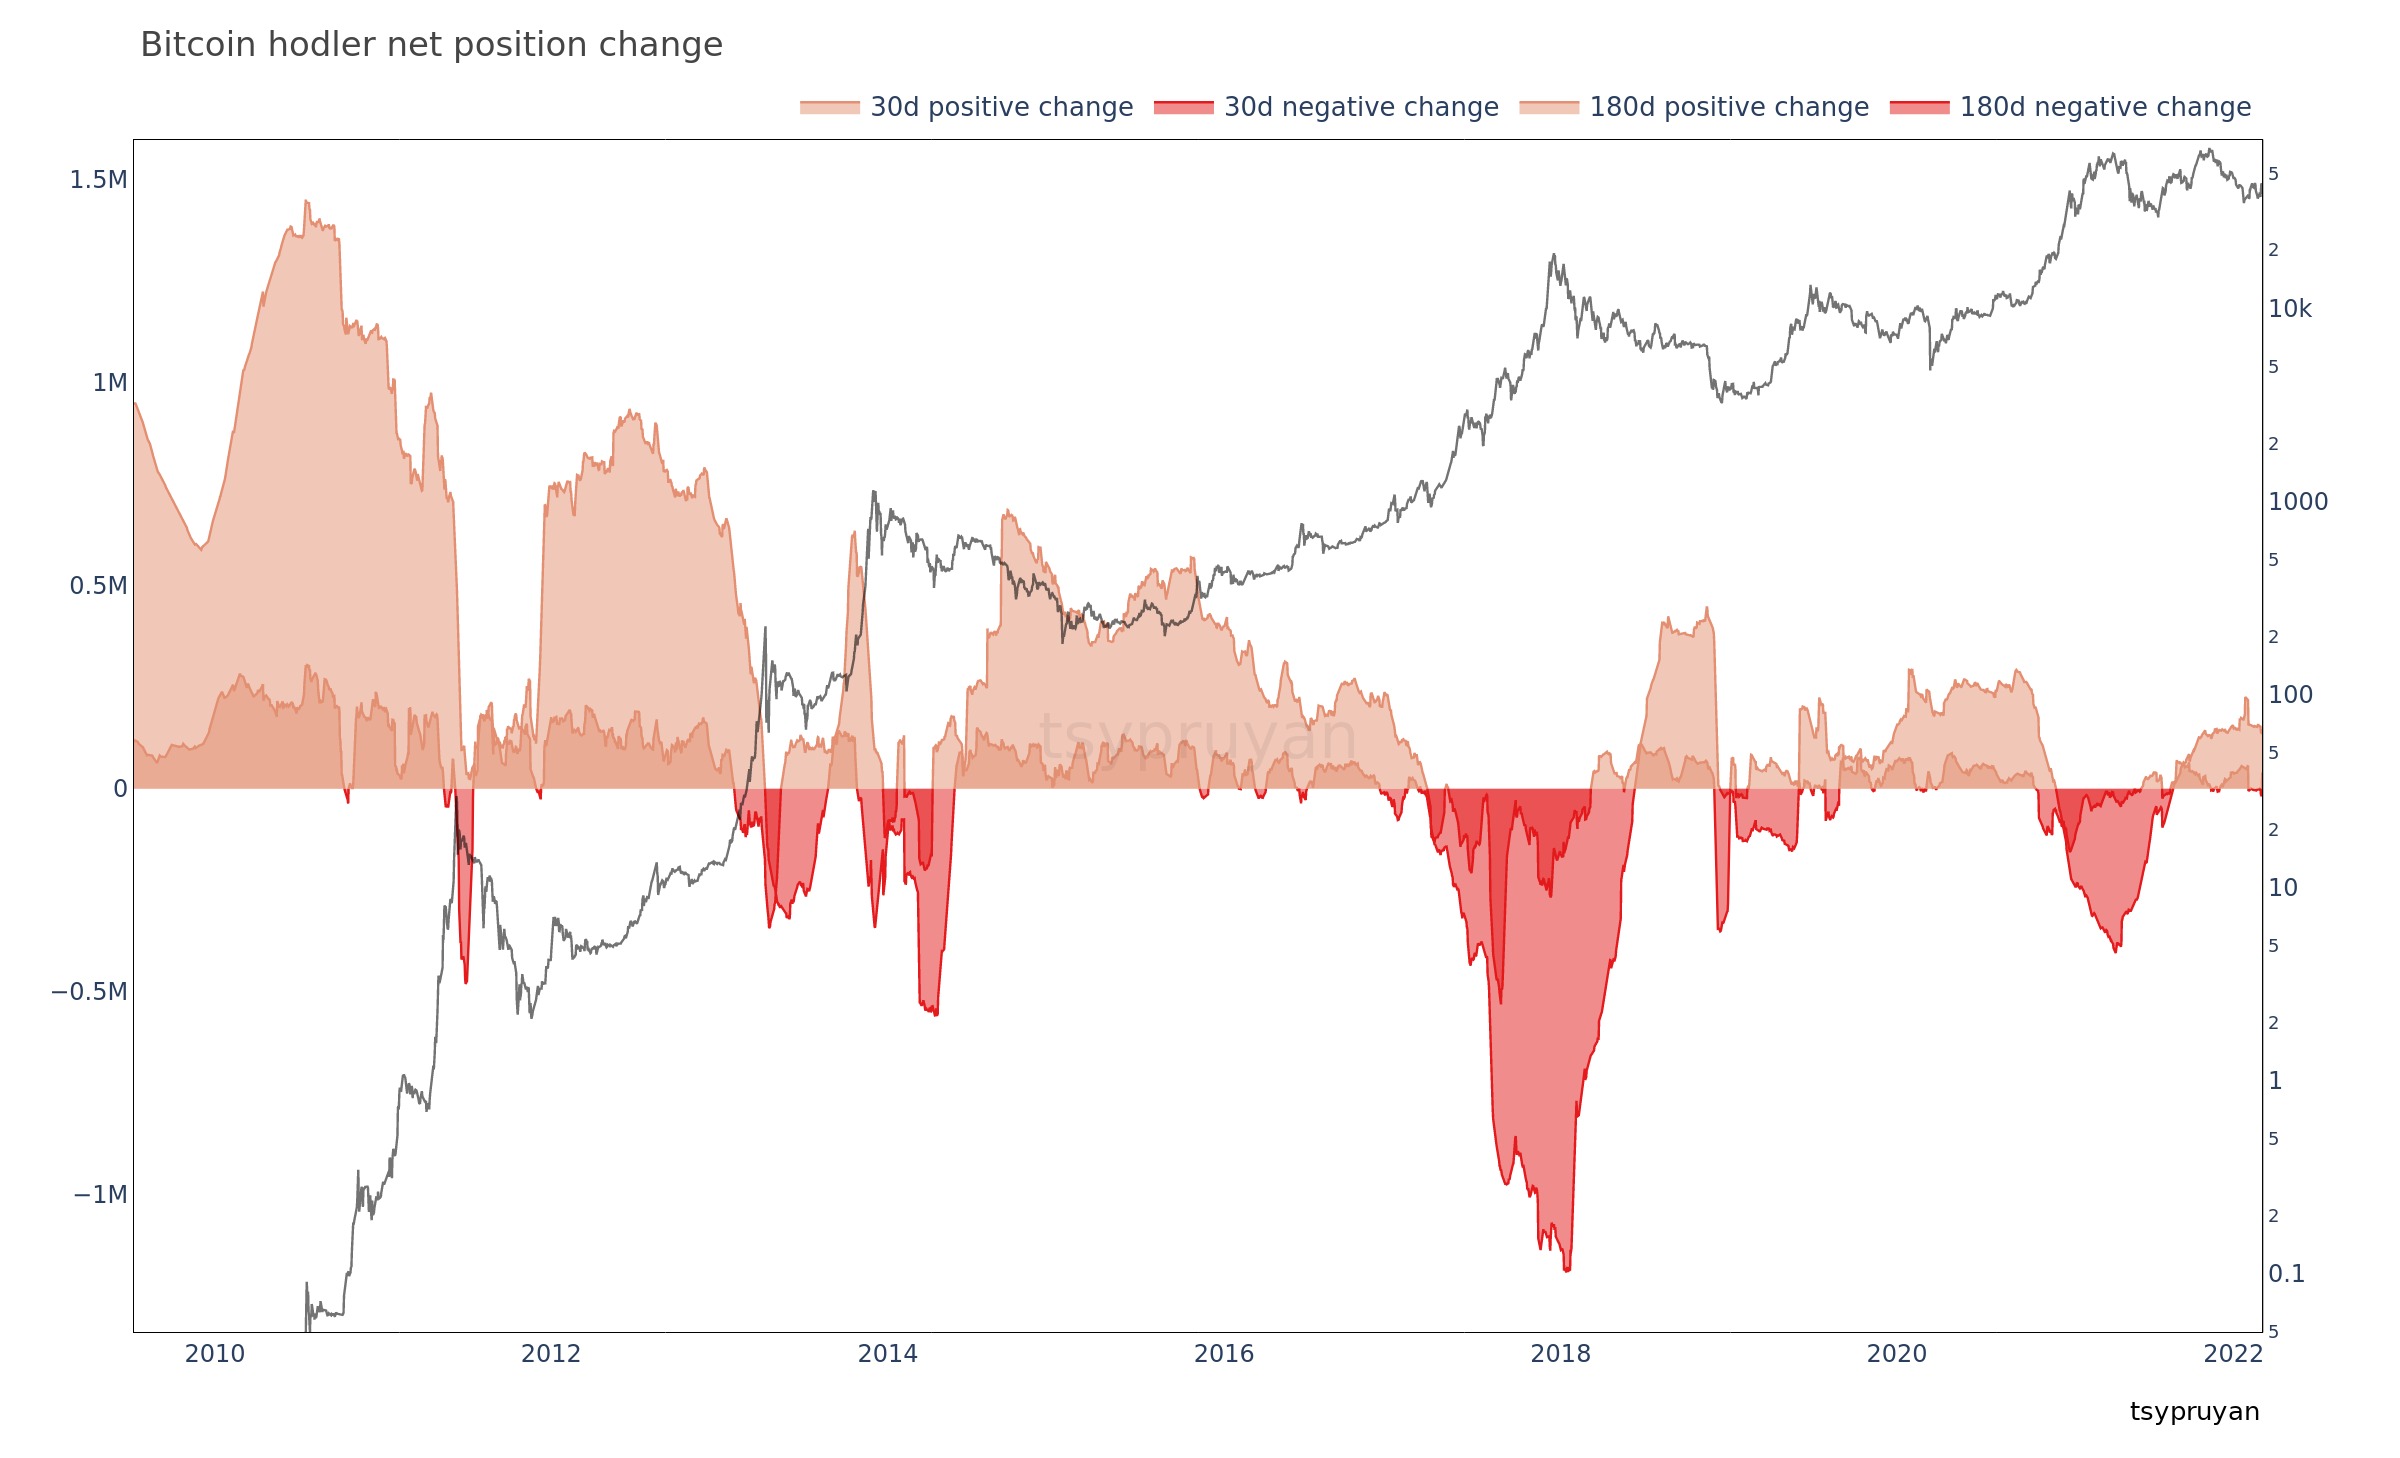 Bitcoin hodler net position change
30d positive change 30d negative change 180d positive change 180d negative change
1.5M
1M
0.5M
0
−0.5M
−1M
5
2
10k
5
2
1000
5
2
100
5
2
10
5
2
1
5
2
0.1
5
tsypruyan
2010 2012 2014 2016 2018 2020 2022
tsypruyan